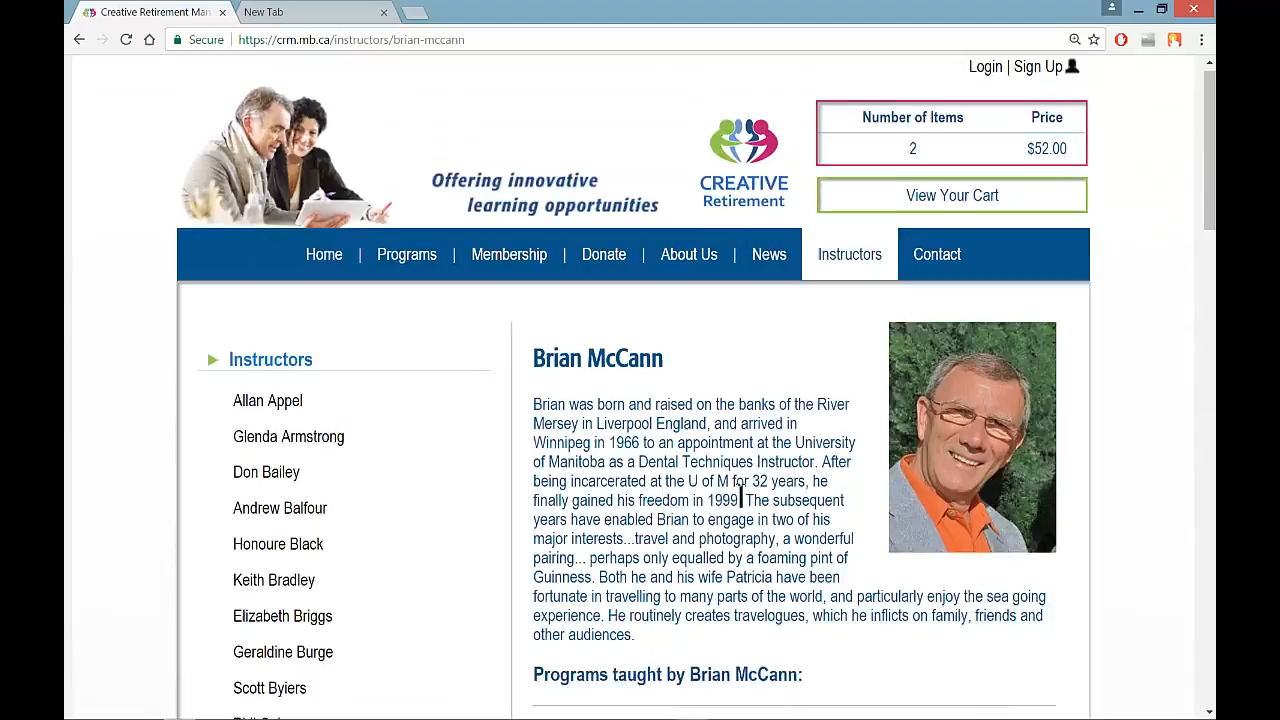 Creative Retirement Man
New Tab
Secure
https://crm.mb.ca/instructors/brian-mccann
Login | Sign Up
Offering innovative
learning opportunities
CREATIVE
Retirement
Number of Items Price
2 $52.00
View Your Cart
Home | Programs | Membership | Donate | About Us | News Instructors Contact
Instructors
Allan Appel
Glenda Armstrong
Don Bailey
Andrew Balfour
Honoure Black
Keith Bradley
Elizabeth Briggs
Geraldine Burge
Scott Byiers
Brian McCann
Brian was born and raised on the banks of the River
Mersey in Liverpool England, and arrived in
Winnipeg in 1966 to an appointment at the University
of Manitoba as a Dental Techniques Instructor. After
being incarcerated at the U of M for 32 years, he
finally gained his freedom in 1999. The subsequent
years have enabled Brian to engage in two of his
major interests...travel and photography, a wonderful
pairing... perhaps only equalled by a foaming pint of
Guinness. Both he and his wife Patricia have been
fortunate in travelling to many parts of the world, and particularly enjoy the sea going
experience. He routinely creates travelogues, which he inflicts on family, friends and
other audiences.
Programs taught by Brian McCann: